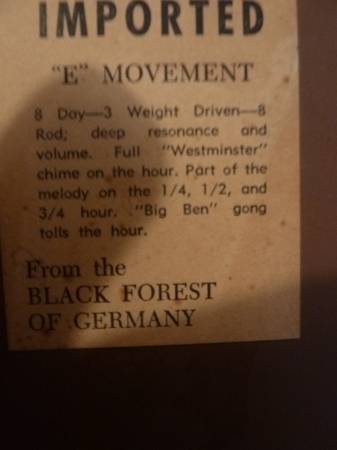 IMPORTED
"E" MOVEMENT
8 Day—3 Weight Driven—8
Rod; deep resonance and
volume. Full "Westminster"
chime on the hour. Part of the
melody on the 1/4, 1/2, and
3/4 hour. "Big Ben" gong
tolls the hour.
From the
BLACK FOREST
OF GERMANY